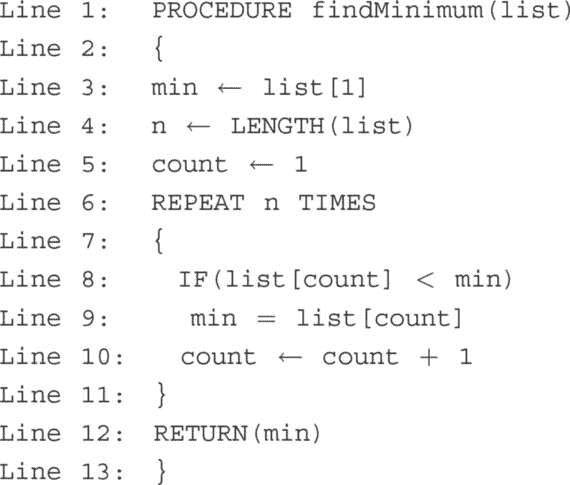 Line 1: PROCEDURE findMinimum(list)
Line 2: {
Line 3: min ← list[1]
Line 4: n ← LENGTH(list)
Line 5: count ← 1
Line 6: REPEAT n TIMES
Line 7: {
Line 8: IF(list[count] < min)
Line 9: min = list[count]
Line 10: count ← count + 1
Line 11: }
Line 12: RETURN(min)
Line 13: }